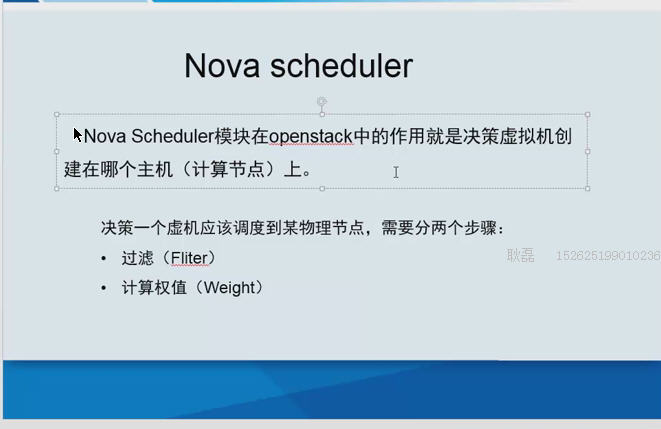 Nova scheduler
Nova Scheduler模块在openstack中的作用就是决策虚拟机创
建在哪个主机（计算节点）上。
决策一个虚机应该调度到某物理节点，需要分两个步骤：
• 过滤（Fliter）
• 计算权值（Weight）
耿磊 152625199010236